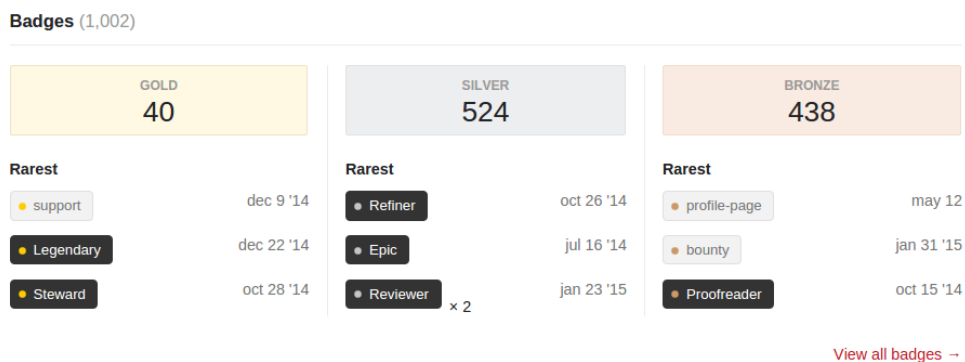 Badges (1,002)
GOLD
40
Rarest
support dec 9 '14
Legendary dec 22 '14
Steward oct 28 '14
SILVER
524
Rarest
Refiner oct 26 '14
Epic jul 16 '14
Reviewer × 2 jan 23 '15
BRONZE
438
Rarest
profile-page may 12
bounty jan 31 '15
Proofreader oct 15 '14
View all badges →